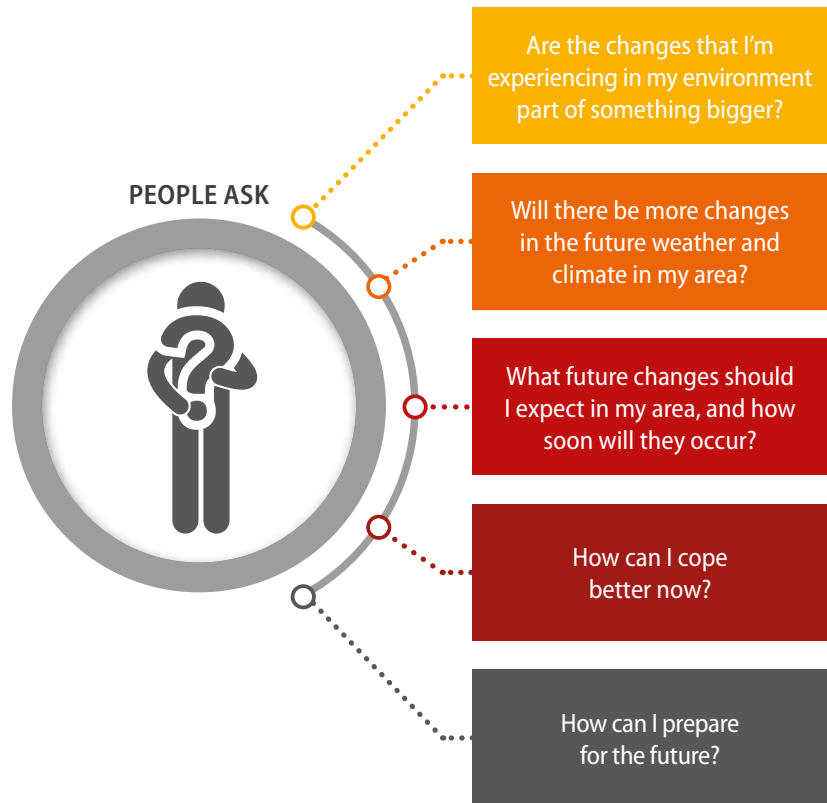 Are the changes that I'm
experiencing in my environment
part of something bigger?
PEOPLE ASK
Will there be more changes
in the future weather and
climate in my area?
What future changes should
I expect in my area, and how
soon will they occur?
How can I cope
better now?
How can I prepare
for the future?